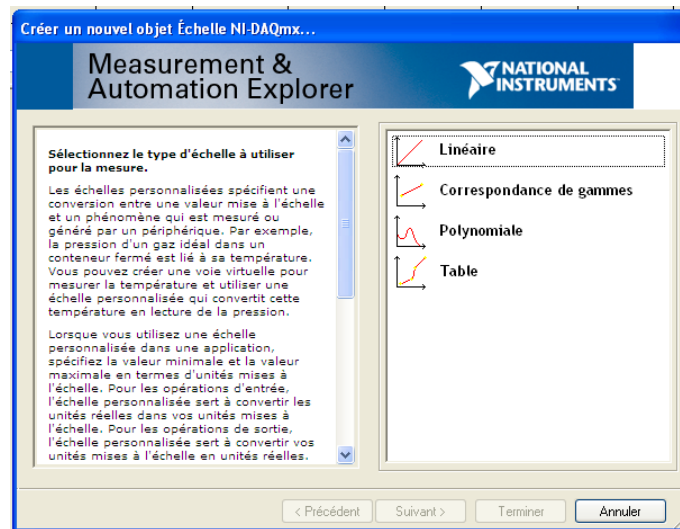 Créer un nouvel objet Échelle NI-DAQmx...
Measurement &
Automation Explorer
NATIONAL
INSTRUMENTS
Sélectionnez le type d'échelle à utiliser
pour la mesure.
Les échelles personnalisées spécifient une
conversion entre une valeur mise à l'échelle
et un phénomène qui est mesuré ou
généré par un périphérique. Par exemple,
la pression d'un gaz idéal dans un
conteneur fermé est lié à sa température.
Vous pouvez créer une voie virtuelle pour
mesurer la température et utiliser une
échelle personnalisée qui convertit cette
température en lecture de la pression.
Lorsque vous utilisez une échelle
personnalisée dans une application,
spécifiez la valeur minimale et la valeur
maximale en termes d'unités mises à
l'échelle. Pour les opérations d'entrée,
l'échelle personnalisée sert à convertir les
unités réelles dans vos unités mises à
l'échelle. Pour les opérations de sortie,
l'échelle personnalisée sert à convertir vos
unités mises à l'échelle en unités réelles.
Linéaire
Correspondance de gammes
Polynomiale
Table
< Précédent
Suivant >
Terminer
Annuler